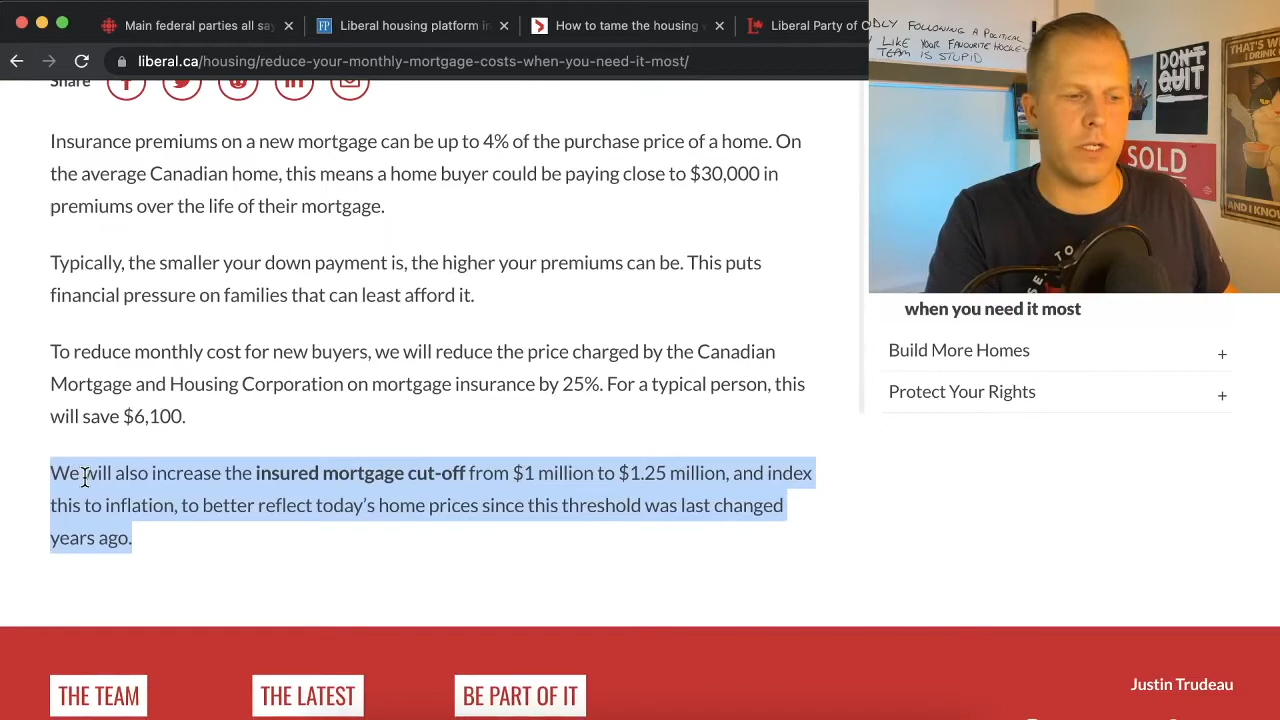 Main federal parties all say
Liberal housing platform in
How to tame the housing
Liberal Party of C
liberal.ca/housing/reduce-your-monthly-mortgage-costs-when-you-need-it-most/
FOLLOWING A POLITICAL
LIKE YOUR FAVOURITE HOCKEY
TEAM IS STUPID
DON'T
QUIT
THAT'S W
I DRINK
AND I KNO
SOLD
SE TO
Share
Insurance premiums on a new mortgage can be up to 4% of the purchase price of a home. On
the average Canadian home, this means a home buyer could be paying close to $30,000 in
premiums over the life of their mortgage.
Typically, the smaller your down payment is, the higher your premiums can be. This puts
financial pressure on families that can least afford it.
To reduce monthly cost for new buyers, we will reduce the price charged by the Canadian
Mortgage and Housing Corporation on mortgage insurance by 25%. For a typical person, this
will save $6,100.
We will also increase the insured mortgage cut-off from $1 million to $1.25 million, and index
this to inflation, to better reflect today’s home prices since this threshold was last changed
years ago.
when you need it most
Build More Homes +
Protect Your Rights +
THE TEAM
THE LATEST
BE PART OF IT
Justin Trudeau